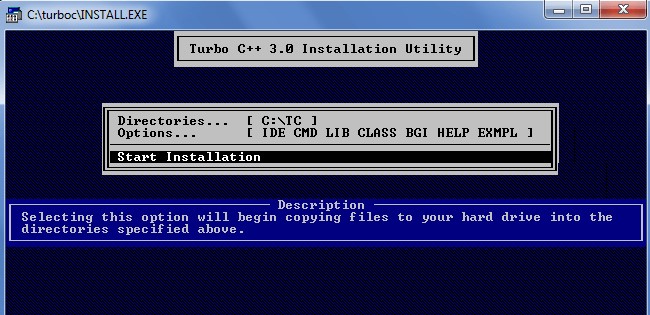 C:\turboc\INSTALL.EXE
Turbo C++ 3.0 Installation Utility
Directories... [ C:\TC ]
Options... [ IDE CMD LIB CLASS BGI HELP EXMPL ]
Start Installation
Description
Selecting this option will begin copying files to your hard drive into the
directories specified above.